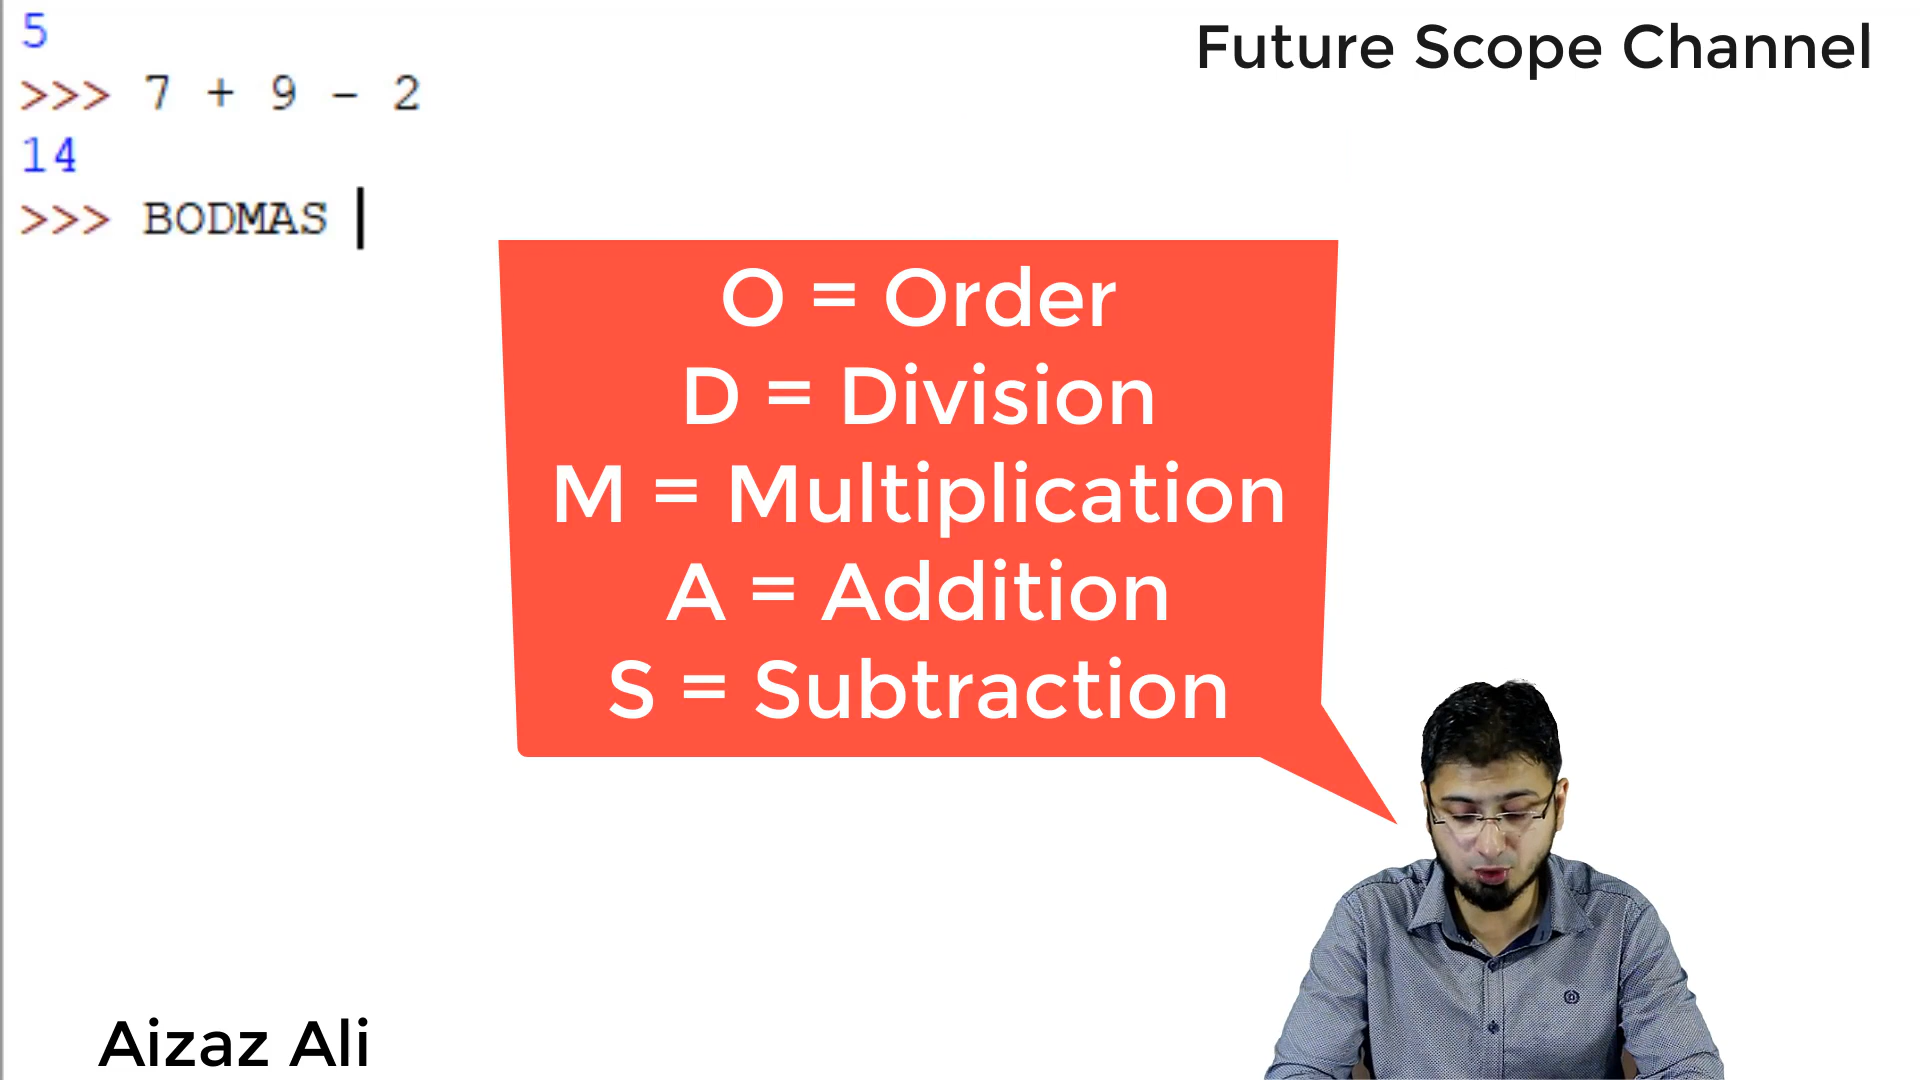 5
>>> 7 + 9 - 2
14
>>> BODMAS
Future Scope Channel
O = Order
D = Division
M = Multiplication
A = Addition
S = Subtraction
Aizaz Ali